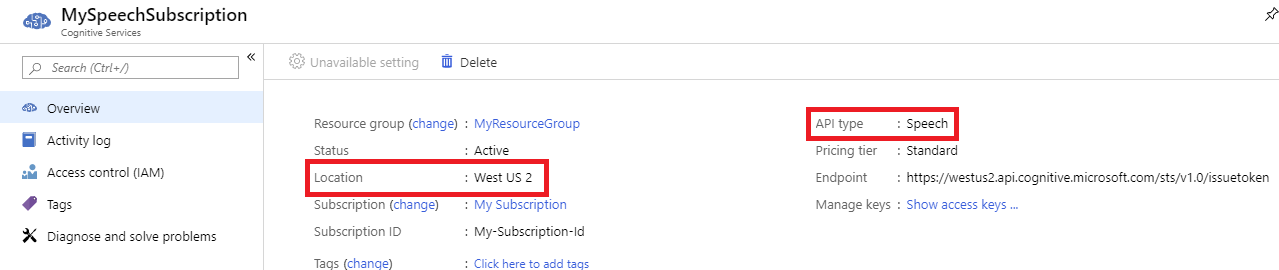 MySpeechSubscription
Cognitive Services
Search (Ctrl+/)
«
Overview
Activity log
Access control (IAM)
Tags
Diagnose and solve problems
Unavailable setting Delete
Resource group (change) : MyResourceGroup
Status : Active
Location : West US 2
Subscription (change) : My Subscription
Subscription ID : My-Subscription-Id
Tags (change) : Click here to add tags
API type : Speech
Pricing tier : Standard
Endpoint : https://westus2.api.cognitive.microsoft.com/sts/v1.0/issuetoken
Manage keys : Show access keys ...